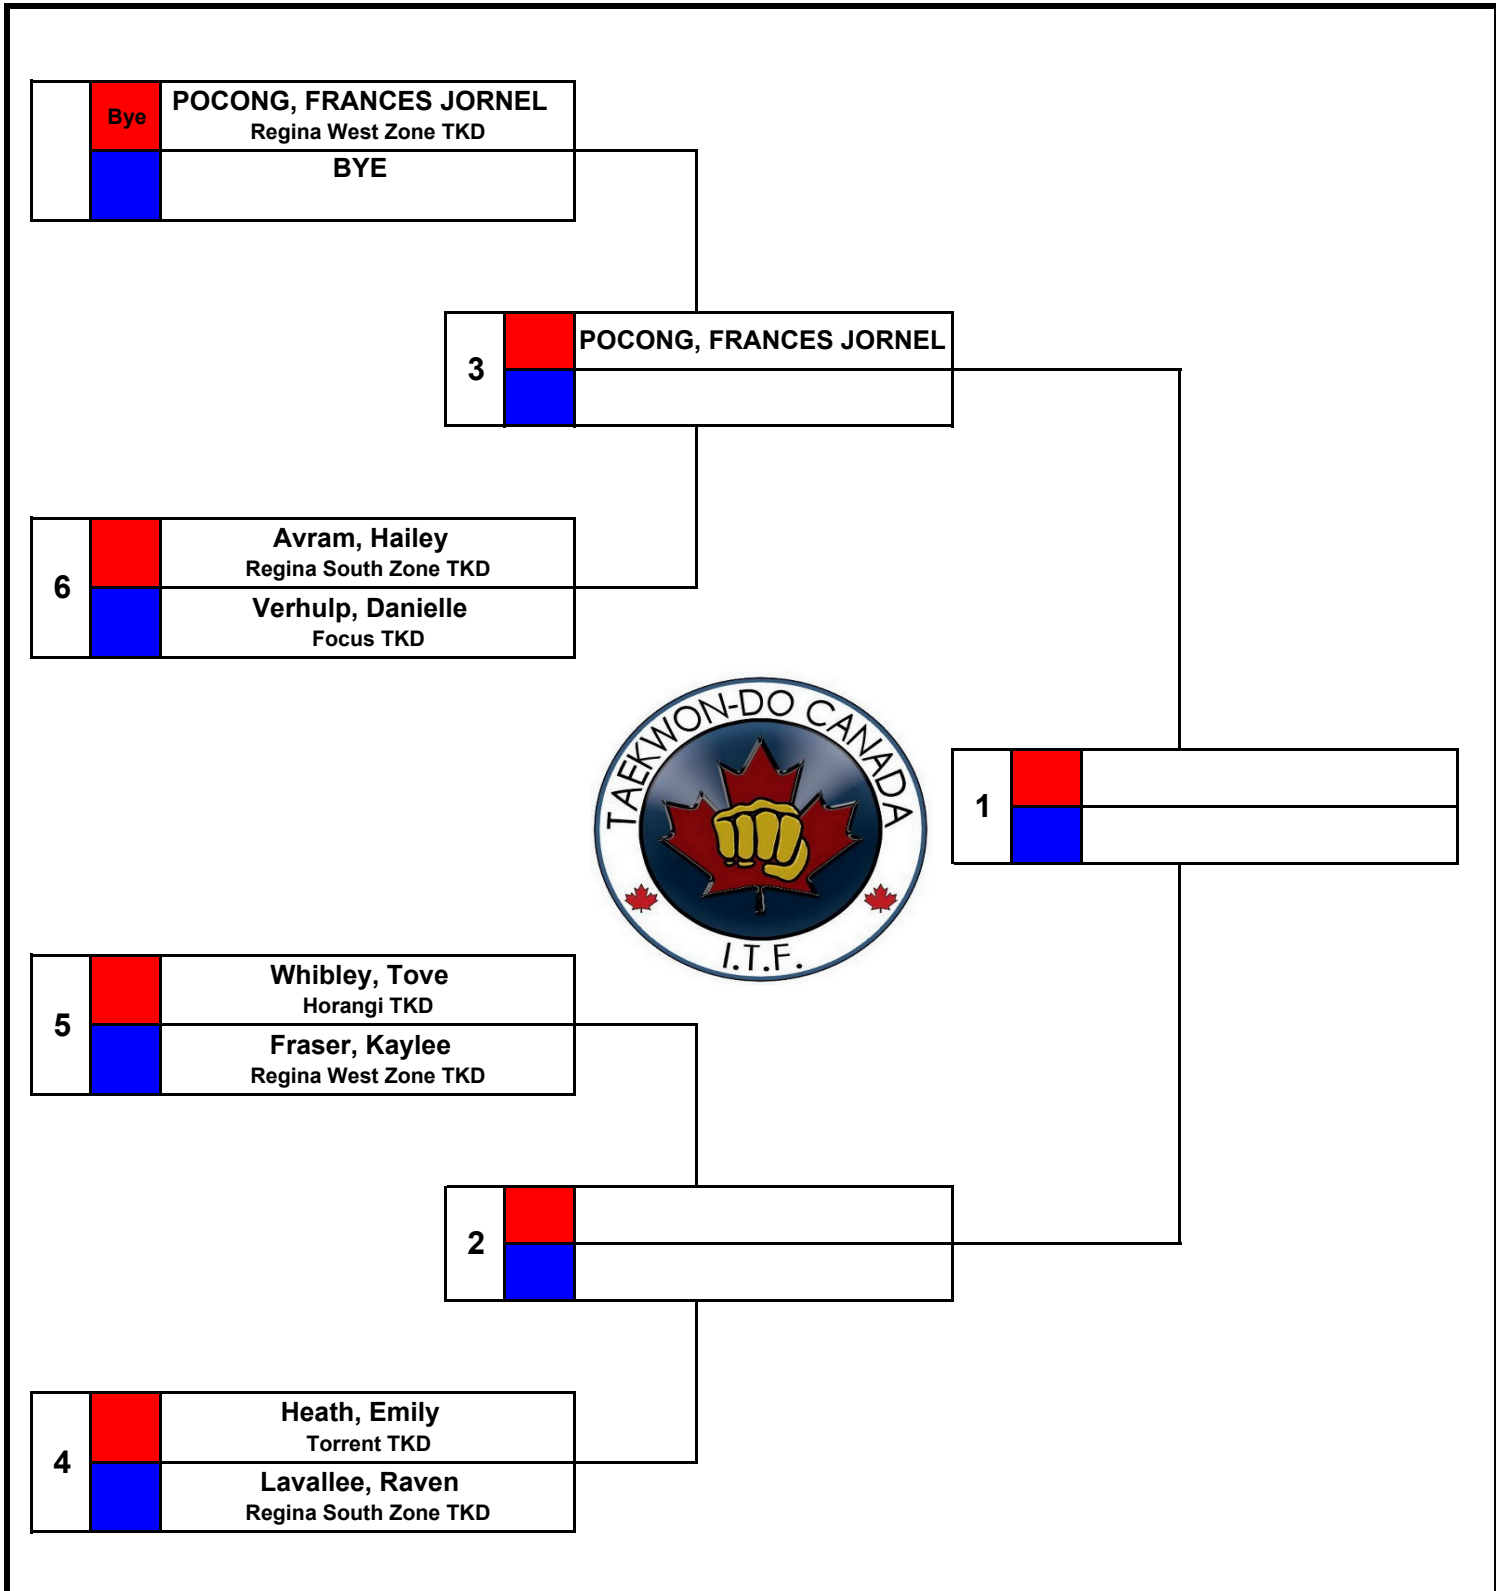 Bye
POCONG, FRANCES JORNEL
Regina West Zone TKD
BYE
3
POCONG, FRANCES JORNEL
6
Avram, Hailey
Regina South Zone TKD
Verhulp, Danielle
Focus TKD
TAEKWON-DO CANADA
I.T.F.
1
5
Whibley, Tove
Horangi TKD
Fraser, Kaylee
Regina West Zone TKD
2
4
Heath, Emily
Torrent TKD
Lavallee, Raven
Regina South Zone TKD